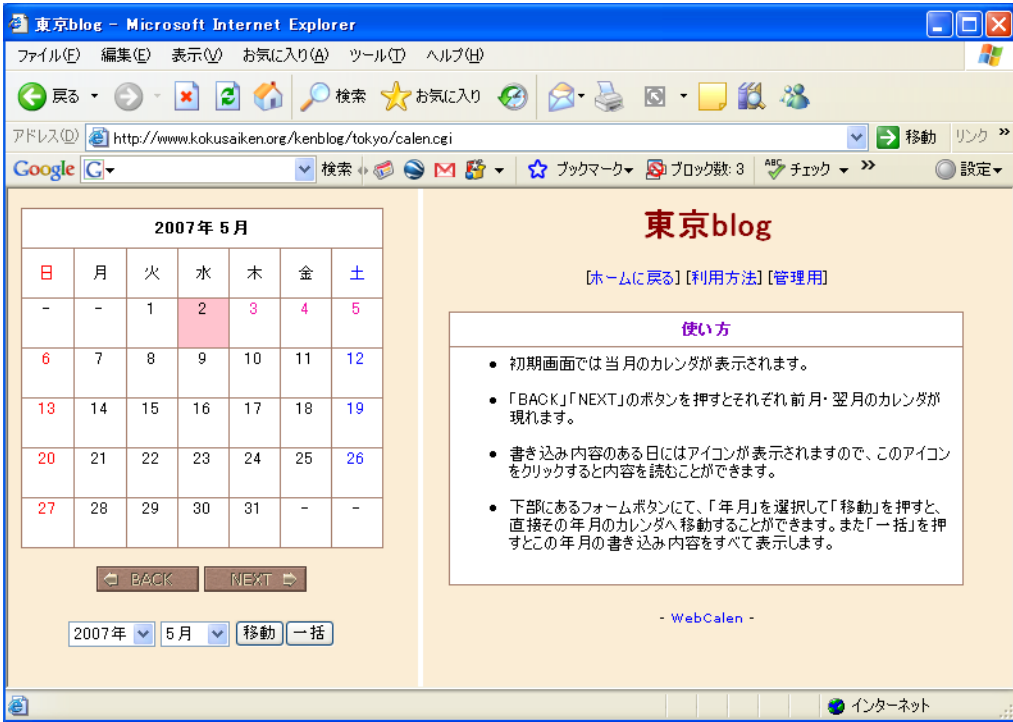 東京blog - Microsoft Internet Explorer
ファイル(F) 編集(E) 表示(V) お気に入り(A) ツール(T) ヘルプ(H)
戻る 検索 お気に入り
アドレス(D) http://www.kokusaiken.org/kenblog/tokyo/calen.cgi 移動 リンク »
Google G 検索 ブックマーク ブロック数: 3 ABC チェック » 設定
2007年 5月
日 月 火 水 木 金 土
- - 1 2 3 4 5
6 7 8 9 10 11 12
13 14 15 16 17 18 19
20 21 22 23 24 25 26
27 28 29 30 31 - -
BACK NEXT
2007年 5月 移動 一括
東京blog
[ホームに戻る] [利用方法] [管理用]
使い方
● 初期画面では当月のカレンダが表示されます。
● 「BACK」「NEXT」のボタンを押すとそれぞれ前月・翌月のカレンダが
現れます。
● 書き込み内容のある日にはアイコンが表示されますので、このアイコン
をクリックすると内容を読むことができます。
● 下部にあるフォームボタンにて、「年月」を選択して「移動」を押すと、
直接その年月のカレンダへ移動することができます。また「一括」を押
すとこの年月の書き込み内容をすべて表示します。
- WebCalen -
インターネット